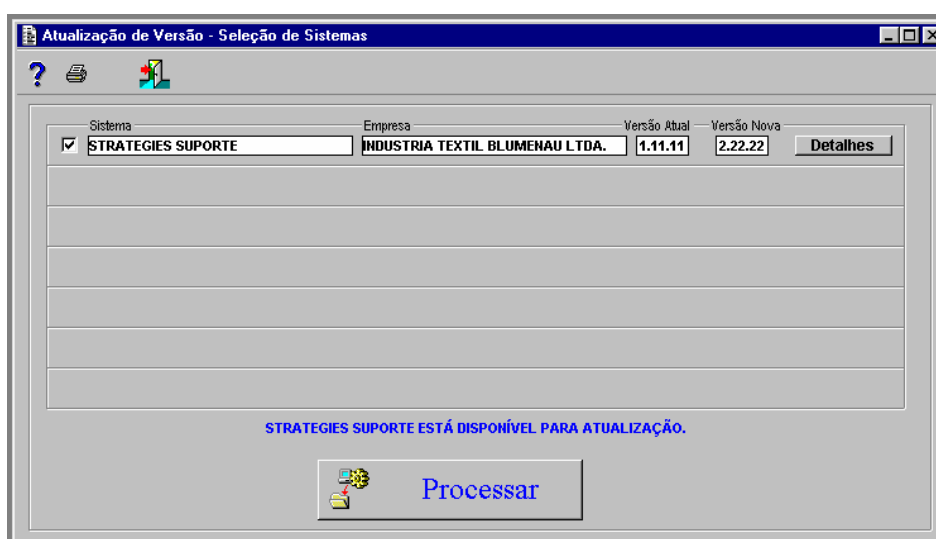 Atualização de Versão - Seleção de Sistemas
?
Sistema Empresa Versão Atual Versão Nova
STRATEGIES SUPORTE INDUSTRIA TEXTIL BLUMENAU LTDA. 1.11.11 2.22.22 Detalhes
STRATEGIES SUPORTE ESTÁ DISPONÍVEL PARA ATUALIZAÇÃO.
Processar